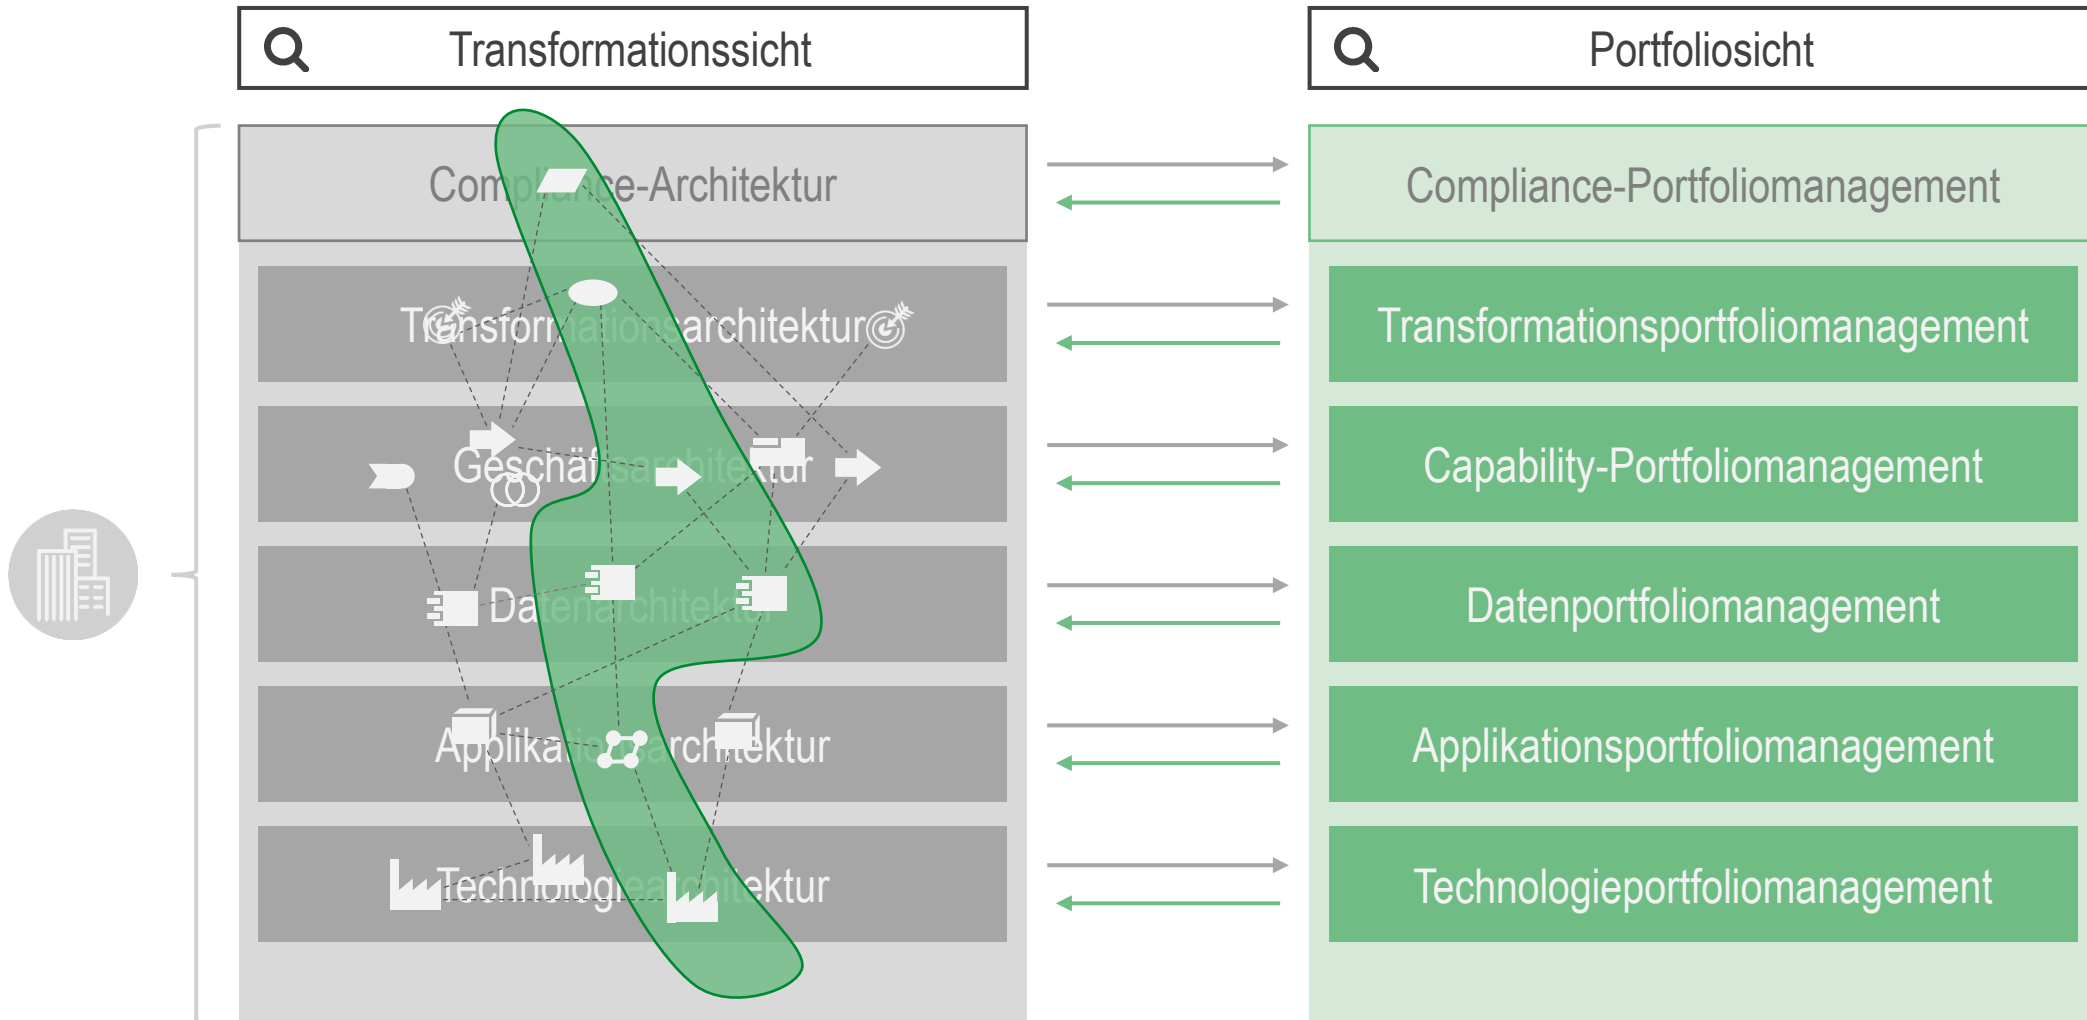 Transformationssicht
Portfoliosicht
Compliance-Architektur
Compliance-Portfoliomanagement
Transformationsarchitektur
Transformationsportfoliomanagement
Geschäftsarchitektur
Capability-Portfoliomanagement
Datenarchitektur
Datenportfoliomanagement
Applikationsarchitektur
Applikationsportfoliomanagement
Technologiearchitektur
Technologieportfoliomanagement